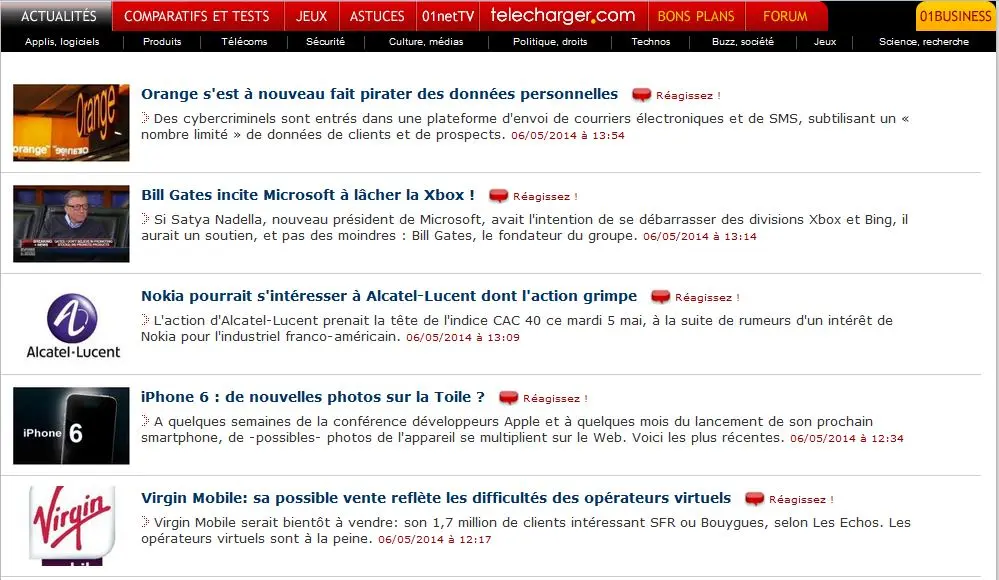 ACTUALITÉS COMPARATIFS ET TESTS JEUX ASTUCES 01netTV telecharger.com BONS PLANS FORUM 01BUSINESS
Applis, logiciels Produits Télécoms Sécurité Culture, médias Politique, droits Technos Buzz, société Jeux Science, recherche
Orange s'est à nouveau fait pirater des données personnelles Réagissez !
Des cybercriminels sont entrés dans une plateforme d'envoi de courriers électroniques et de SMS, subtilisant un «
nombre limité » de données de clients et de prospects. 06/05/2014 à 13:54
Orange
orange
Bill Gates incite Microsoft à lâcher la Xbox ! Réagissez !
Si Satya Nadella, nouveau président de Microsoft, avait l'intention de se débarrasser des divisions Xbox et Bing, il
aurait un soutien, et pas des moindres : Bill Gates, le fondateur du groupe. 06/05/2014 à 13:14
Nokia pourrait s'intéresser à Alcatel-Lucent dont l'action grimpe Réagissez !
L'action d'Alcatel-Lucent prenait la tête de l'indice CAC 40 ce mardi 5 mai, à la suite de rumeurs d'un intérêt de
Nokia pour l'industriel franco-américain. 06/05/2014 à 13:09
Alcatel·Lucent
iPhone 6 : de nouvelles photos sur la Toile ? Réagissez !
A quelques semaines de la conférence développeurs Apple et à quelques mois du lancement de son prochain
smartphone, de -possibles- photos de l'appareil se multiplient sur le Web. Voici les plus récentes. 06/05/2014 à 12:34
iPhone 6
Virgin Mobile: sa possible vente reflète les difficultés des opérateurs virtuels Réagissez !
Virgin Mobile serait bientôt à vendre: son 1,7 million de clients intéressant SFR ou Bouygues, selon Les Echos. Les
opérateurs virtuels sont à la peine. 06/05/2014 à 12:17
Virgin